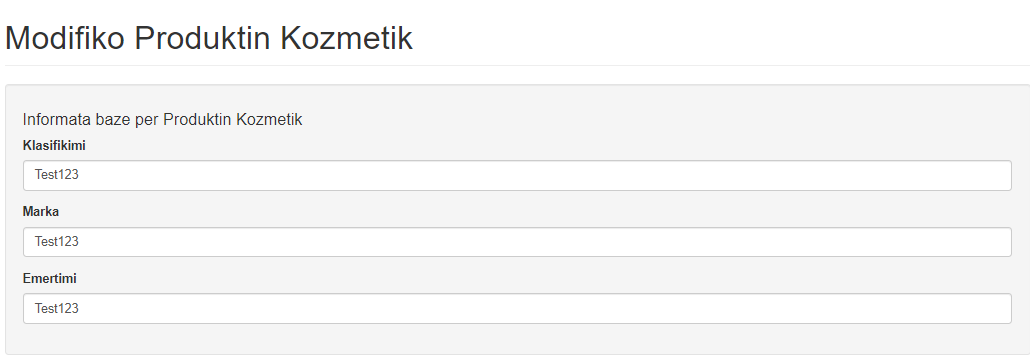 Modifiko Produktin Kozmetik
Informata baze per Produktin Kozmetik
Klasifikimi
Test123
Marka
Test123
Emertimi
Test123